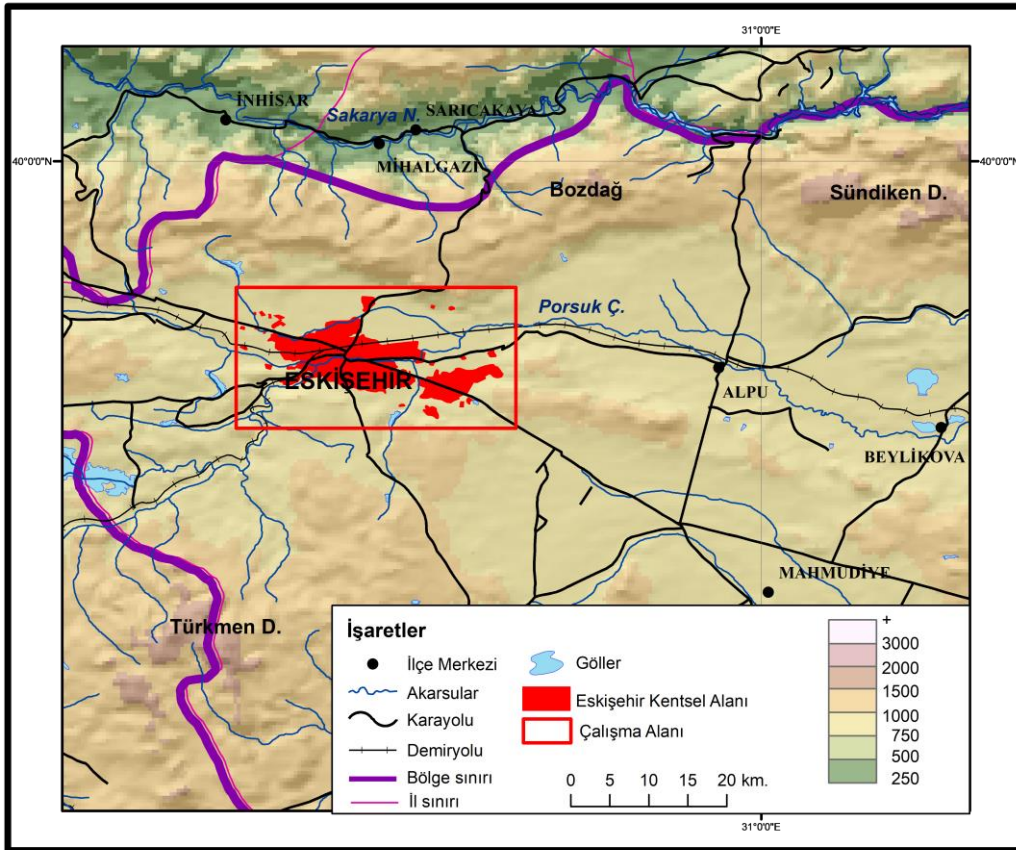 31°0'0"E
İNHİSAR
Sakarya N.
SARICAKAYA
MİHALGAZİ
40°0'0"N
40°0'0"N
Bozdağ
Sündiken D.
Porsuk Ç.
ESKİŞEHİR
ALPU
BEYLİKOVA
MAHMUDİYE
Türkmen D.
İşaretler
İlçe Merkezi
Akarsular
Karayolu
Demiryolu
Bölge sınırı
İl sınırı
Göller
Eskişehir Kentsel Alanı
Çalışma Alanı
0 5 10 15 20 km.
+
3000
2000
1500
1000
750
500
250
31°0'0"E